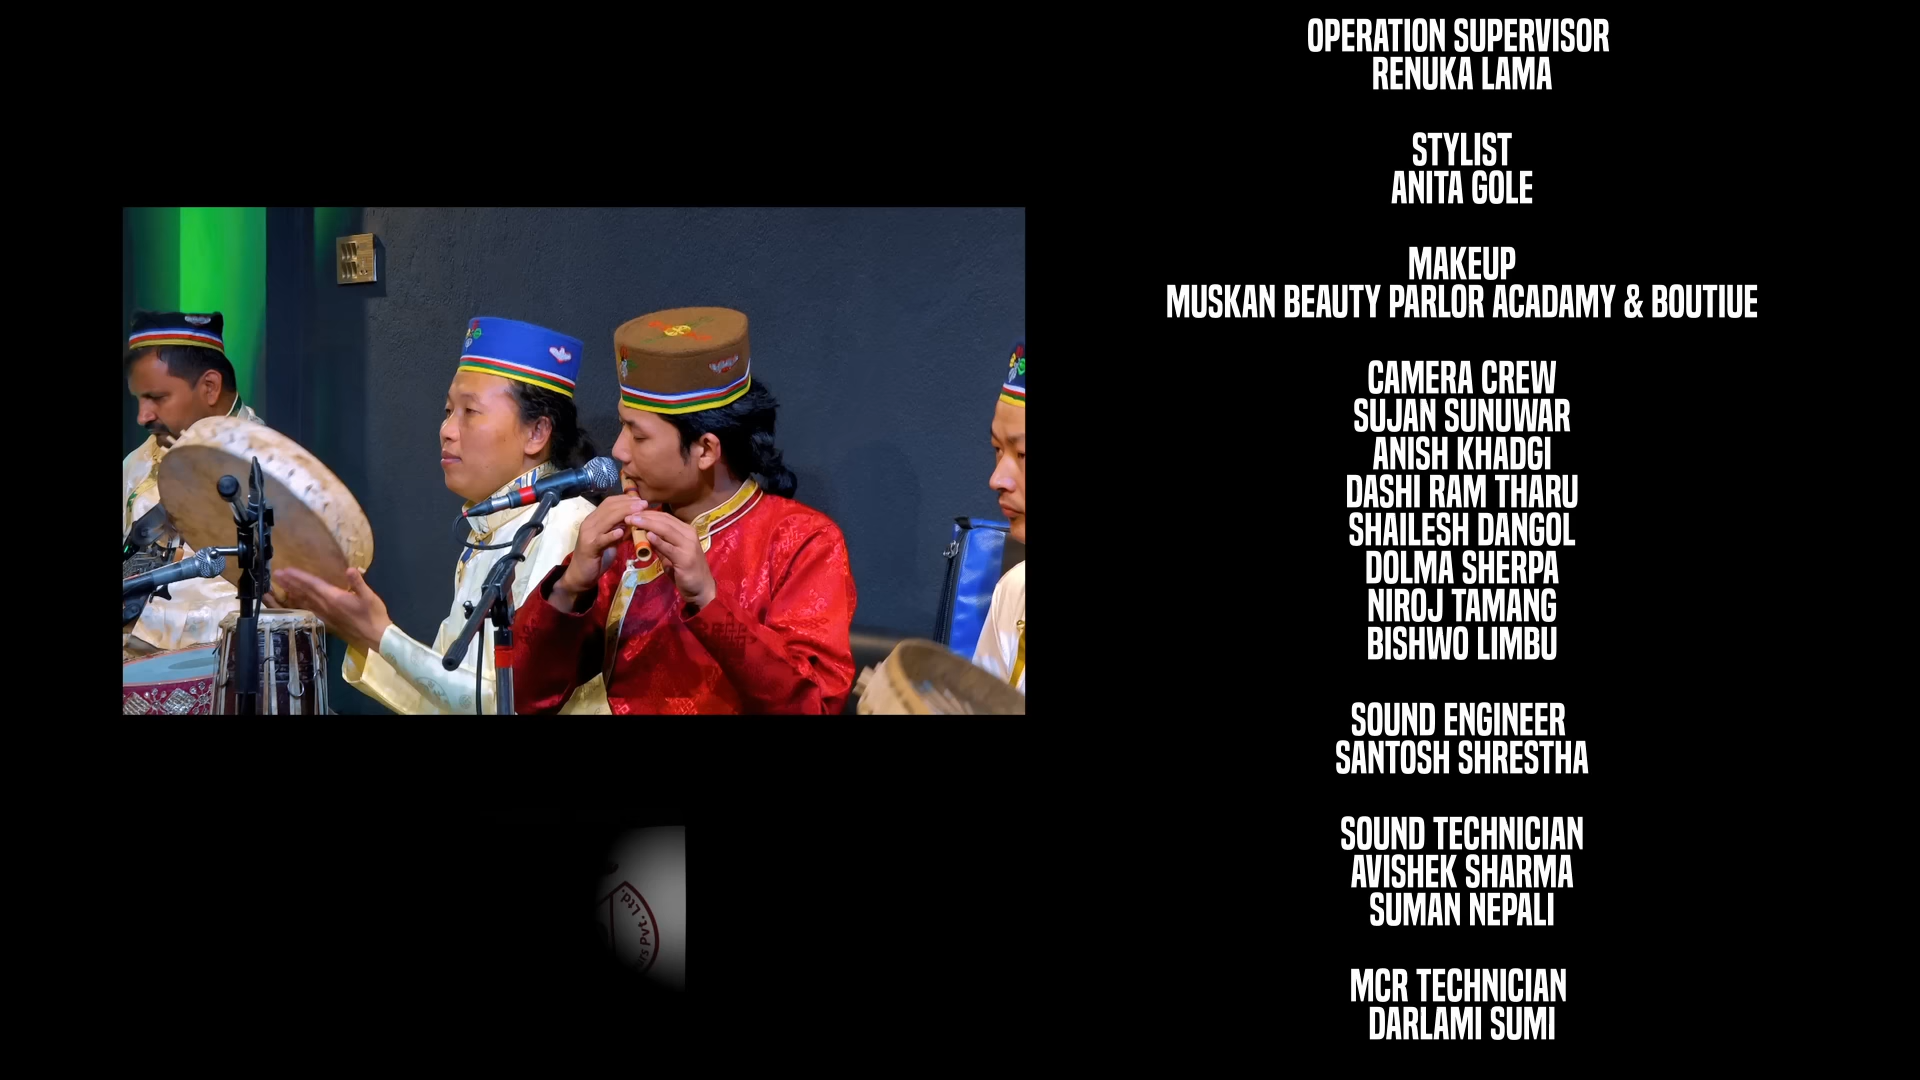 OPERATION SUPERVISOR
RENUKA LAMA
STYLIST
ANITA GOLE
MAKEUP
MUSKAN BEAUTY PARLOR ACADAMY & BOUTIUE
CAMERA CREW
SUJAN SUNUWAR
ANISH KHADGI
DASHI RAM THARU
SHAILESH DANGOL
DOLMA SHERPA
NIROJ TAMANG
BISHWO LIMBU
SOUND ENGINEER
SANTOSH SHRESTHA
SOUND TECHNICIAN
AVISHEK SHARMA
SUMAN NEPALI
MCR TECHNICIAN
DARLAMI SUMI
Pvt. Ltd.